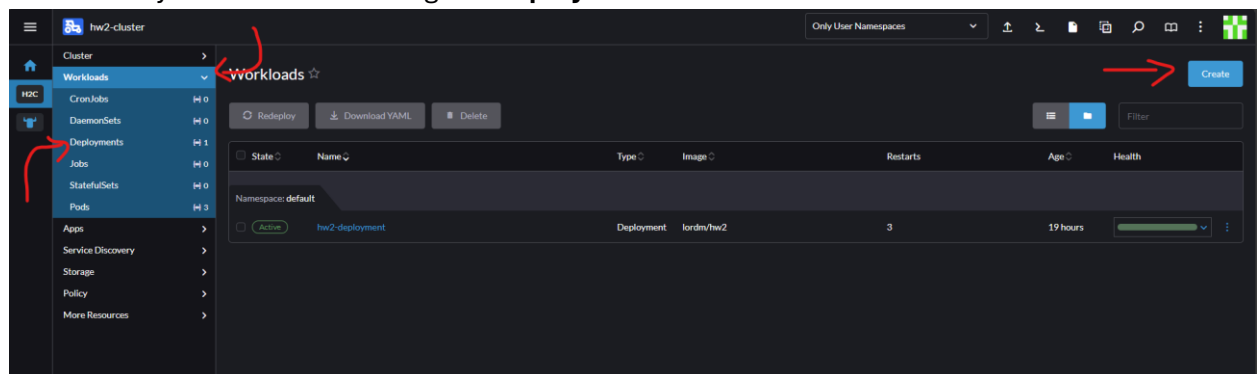 hw2-cluster
Only User Namespaces
H2C
Cluster
Workloads
CronJobs 0
DaemonSets 0
Deployments 1
Jobs 0
StatefulSets 0
Pods 3
Apps
Service Discovery
Storage
Policy
More Resources
Workloads
Create
Redeploy Download YAML Delete
Filter
State Name Type Image Restarts Age Health
Namespace: default
Active hw2-deployment Deployment lordm/hw2 3 19 hours